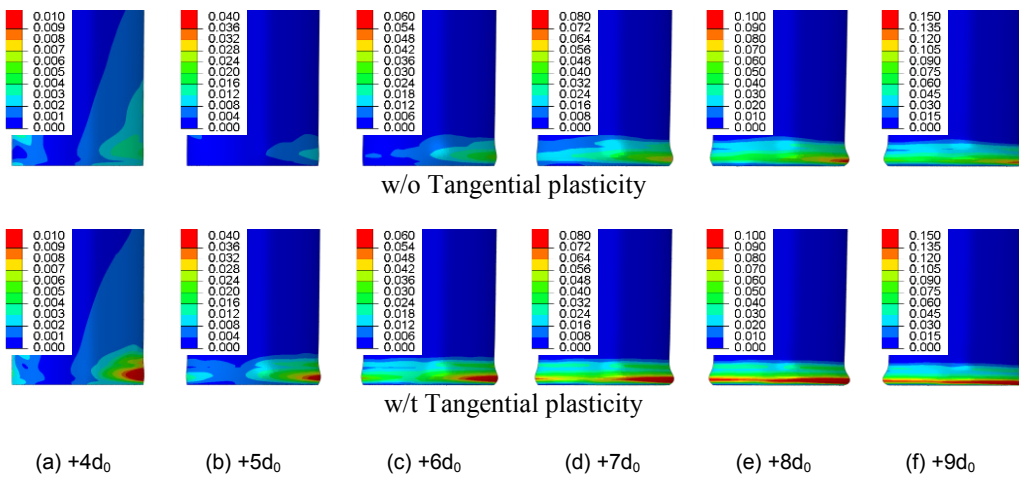 0.010 0.040 0.060 0.080 0.100 0.150
0.009 0.036 0.054 0.072 0.090 0.135
0.008 0.032 0.048 0.064 0.080 0.120
0.007 0.028 0.042 0.056 0.070 0.105
0.006 0.024 0.036 0.048 0.060 0.090
0.005 0.020 0.030 0.040 0.050 0.075
0.004 0.016 0.024 0.032 0.040 0.060
0.003 0.012 0.018 0.024 0.030 0.045
0.002 0.008 0.012 0.016 0.020 0.030
0.001 0.004 0.006 0.008 0.010 0.015
0.000 0.000 0.000 0.000 0.000 0.000
w/o Tangential plasticity
0.010 0.040 0.060 0.080 0.100 0.150
0.009 0.036 0.054 0.072 0.090 0.135
0.008 0.032 0.048 0.064 0.080 0.120
0.007 0.028 0.042 0.056 0.070 0.105
0.006 0.024 0.036 0.048 0.060 0.090
0.005 0.020 0.030 0.040 0.050 0.075
0.004 0.016 0.024 0.032 0.040 0.060
0.003 0.012 0.018 0.024 0.030 0.045
0.002 0.008 0.012 0.016 0.020 0.030
0.001 0.004 0.006 0.008 0.010 0.015
0.000 0.000 0.000 0.000 0.000 0.000
w/t Tangential plasticity
(a) +4d₀ (b) +5d₀ (c) +6d₀ (d) +7d₀ (e) +8d₀ (f) +9d₀